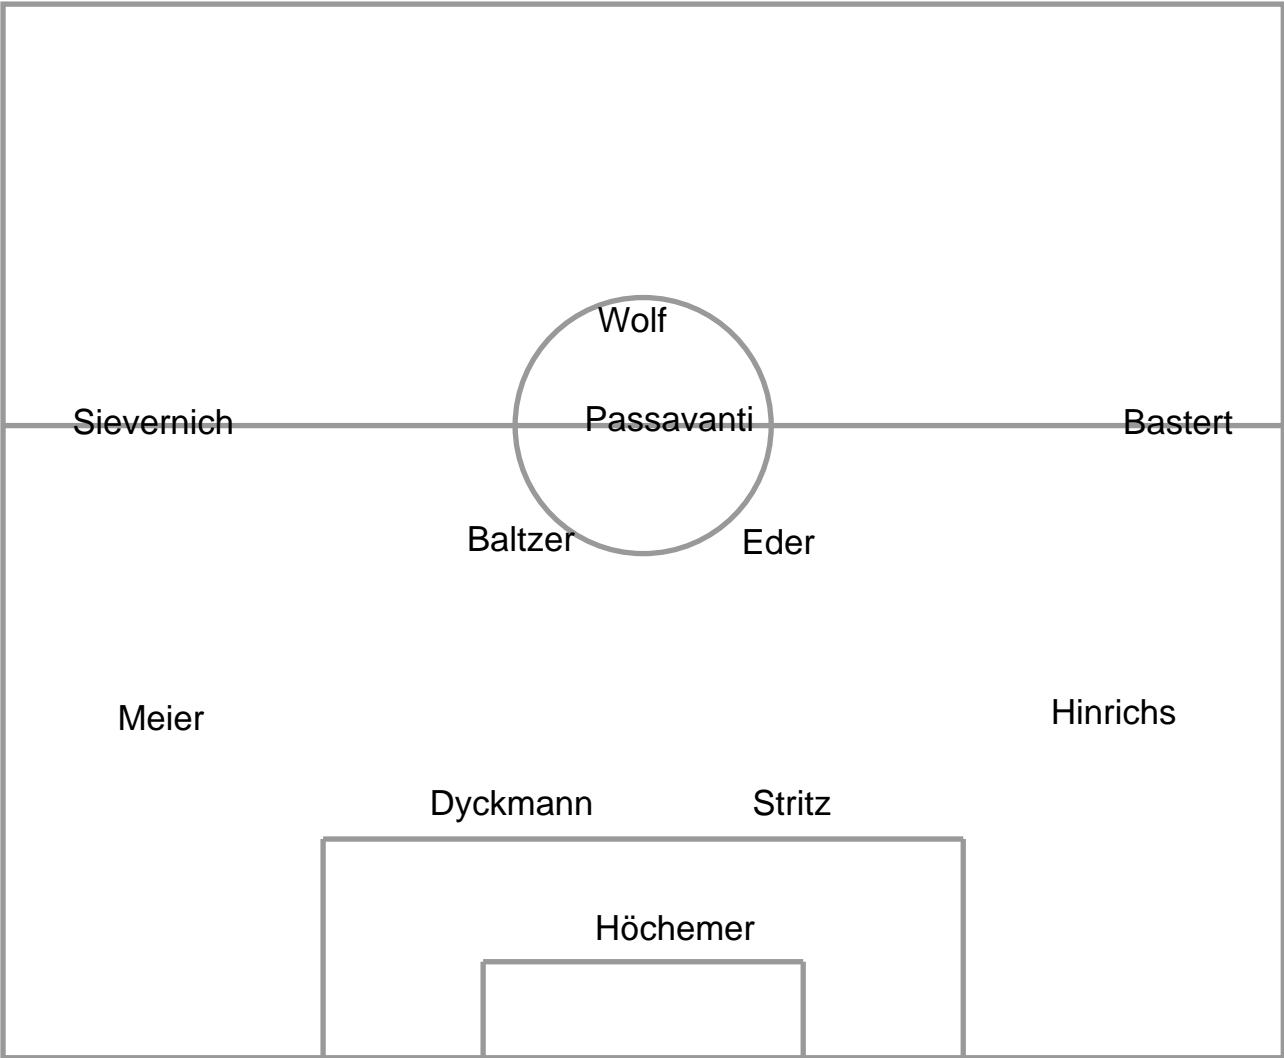 Wolf
Sievernich
Passavanti
Bastert
Baltzer
Eder
Meier
Hinrichs
Dyckmann
Stritz
Höchemer